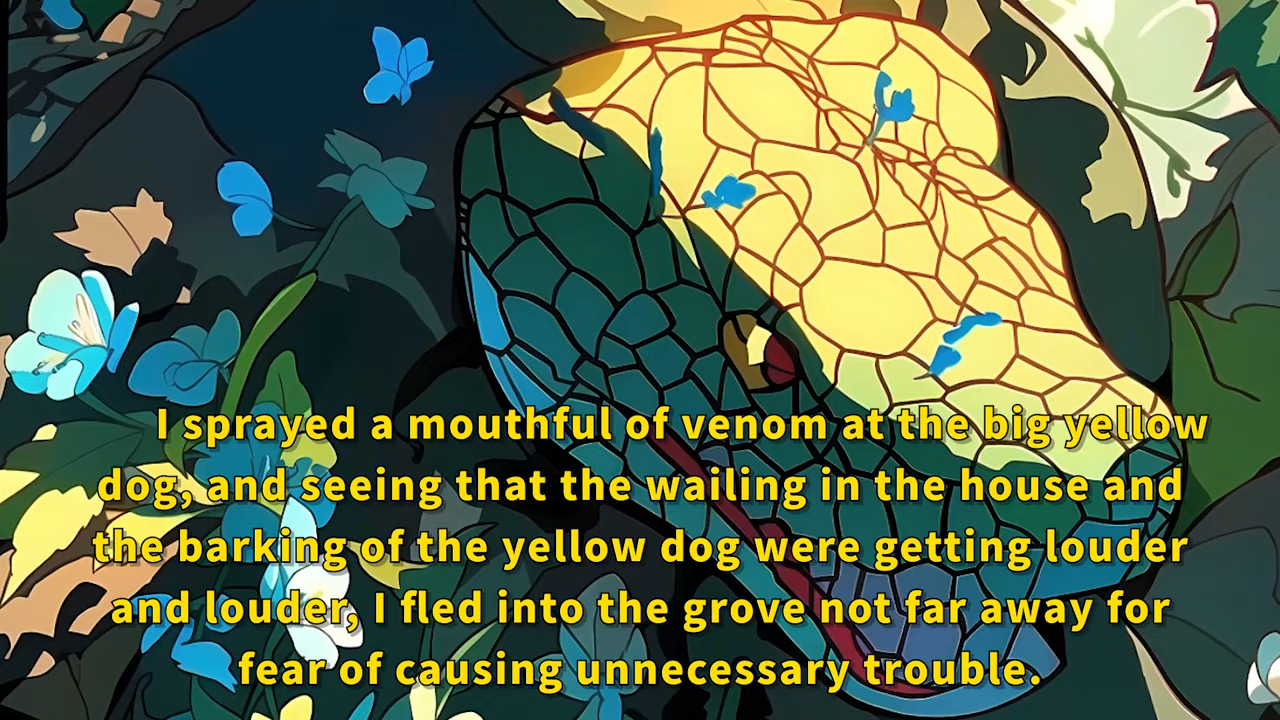 I sprayed a mouthful of venom at the big yellow
dog, and seeing that the wailing in the house and
the barking of the yellow dog were getting louder
and louder, I fled into the grove not far away for
fear of causing unnecessary trouble.